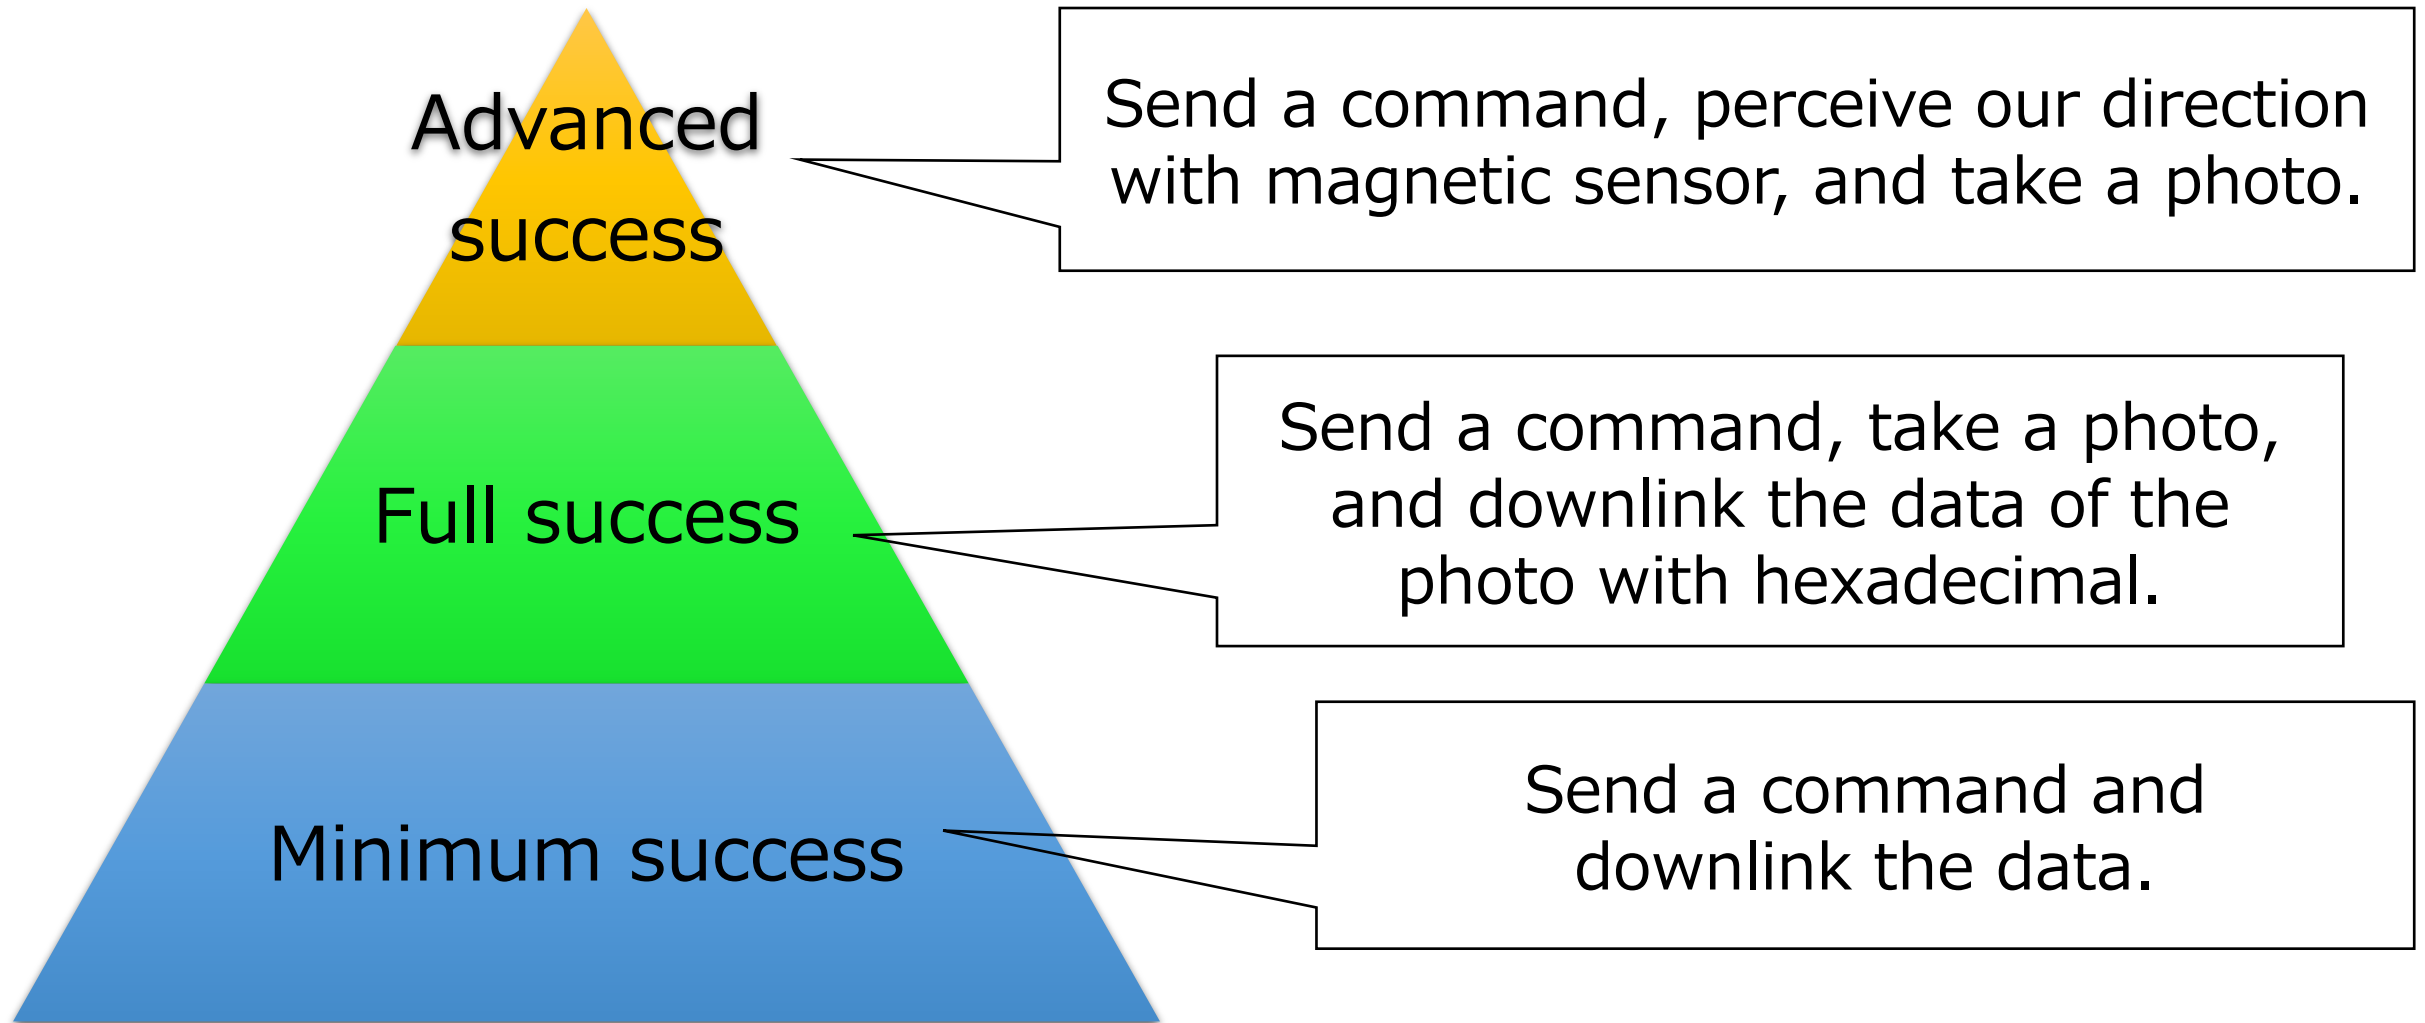 Advanced
success
Send a command, perceive our direction
with magnetic sensor, and take a photo.
Full success
Send a command, take a photo,
and downlink the data of the
photo with hexadecimal.
Minimum success
Send a command and
downlink the data.